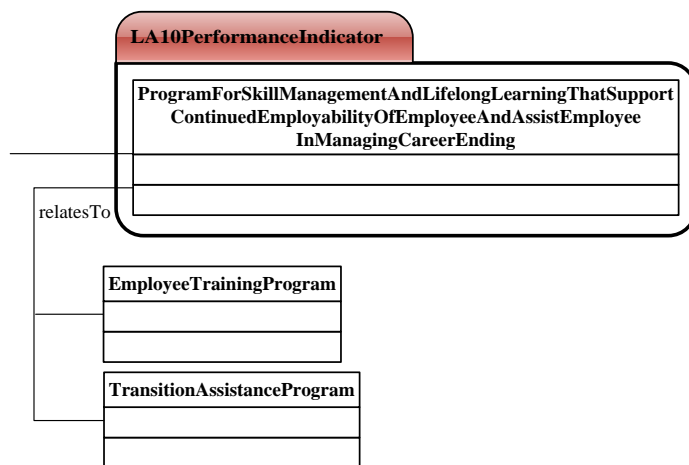 LA10PerformanceIndicator
ProgramForSkillManagementAndLifelongLearningThatSupport
ContinuedEmployabilityOfEmployeeAndAssistEmployee
InManagingCareerEnding
relatesTo
EmployeeTrainingProgram
TransitionAssistanceProgram